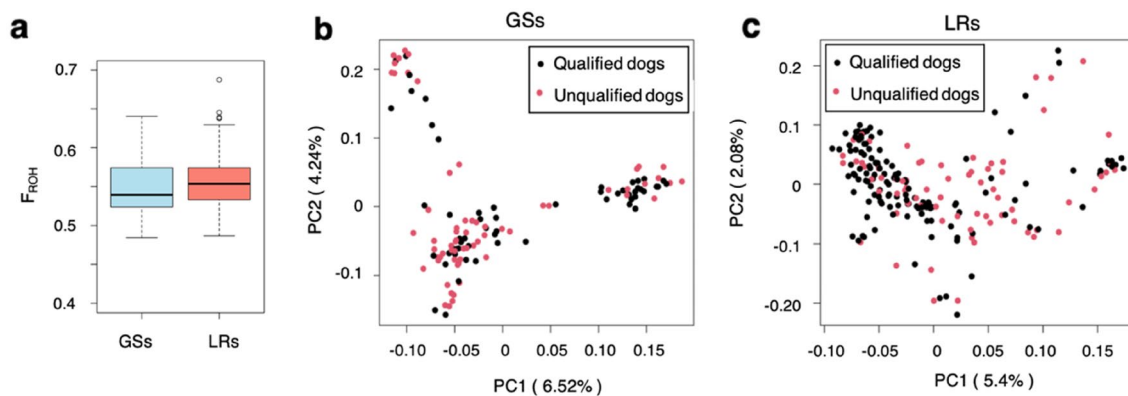 a
0.7
0.6
0.5
0.4
F_ROH
GSs LRs
b
GSs
Qualified dogs
Unqualified dogs
0.2
0.1
0
-0.1
PC2 ( 4.24%)
-0.10 -0.05 0 0.05 0.10 0.15
PC1 ( 6.52%)
c
LRs
Qualified dogs
Unqualified dogs
0.2
0.1
0
-0.1
-0.20
PC2 ( 2.08%)
-0.10 -0.05 0 0.05 0.10 0.15
PC1 ( 5.4%)